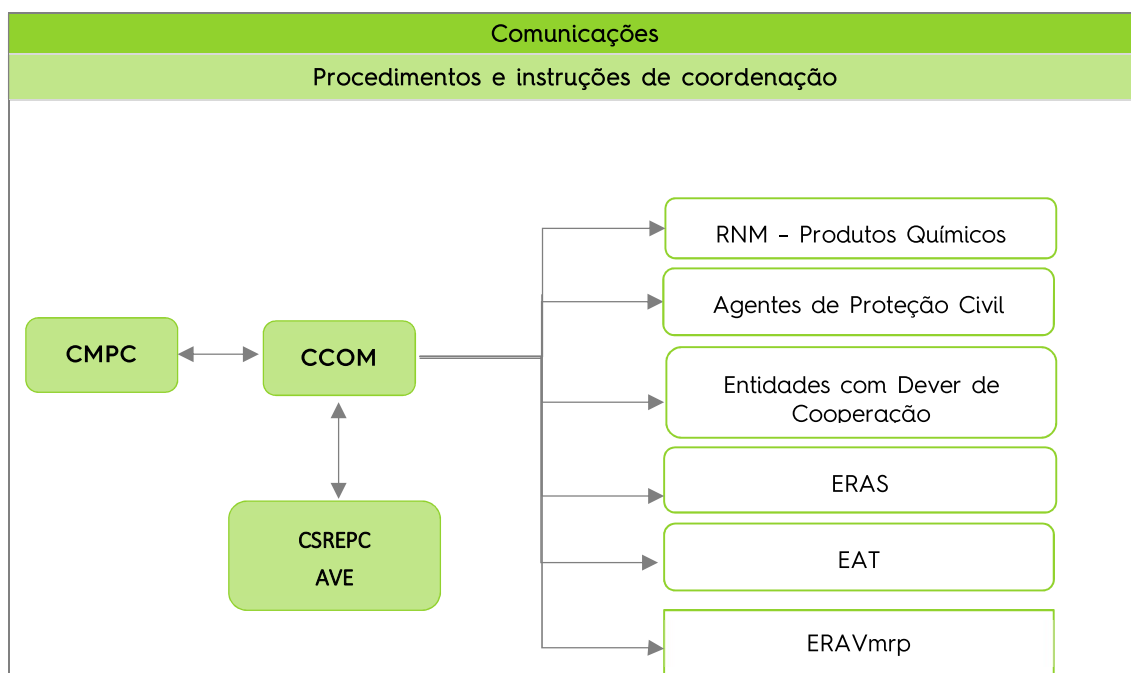 Comunicações
Procedimentos e instruções de coordenação
RNM – Produtos Químicos
Agentes de Proteção Civil
CMPC
CCOM
Entidades com Dever de
Cooperação
ERAS
CSREPC
AVE
EAT
ERAVmrp